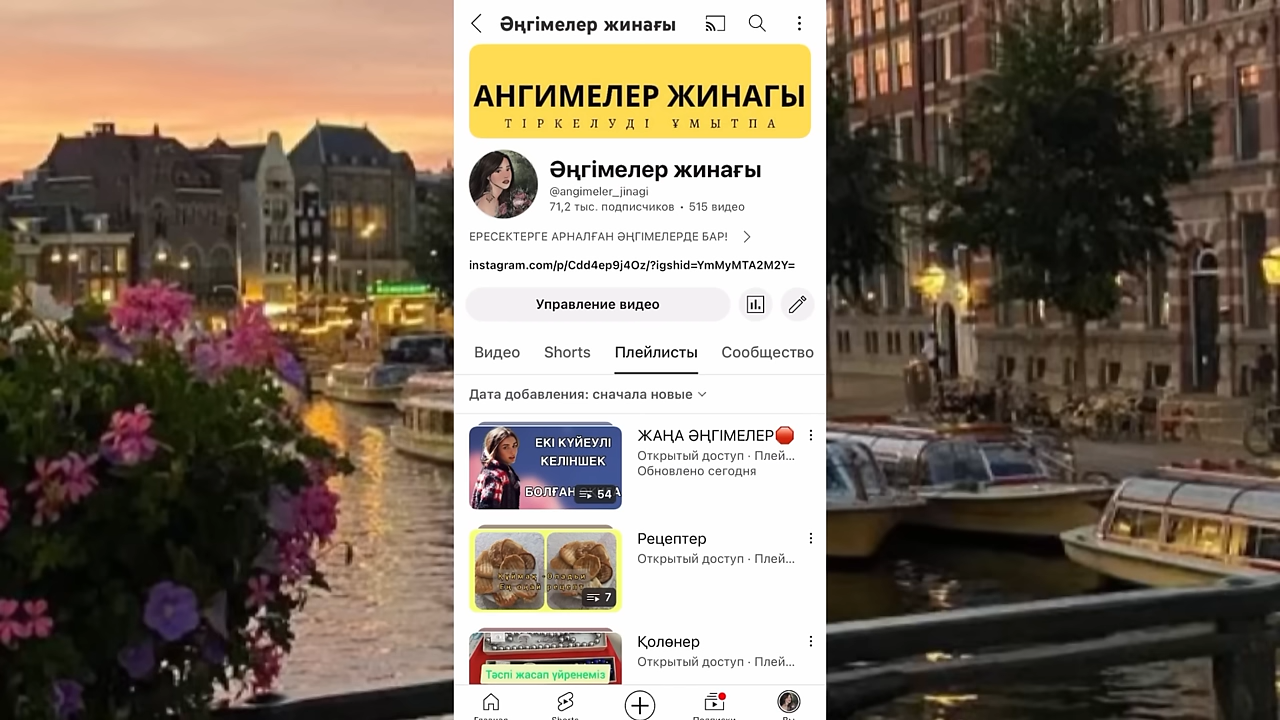 Әңгімелер жинағы
АНГИМЕЛЕР ЖИНАГЫ
ТІРКЕЛУДІ ҰМЫТПА
Әңгімелер жинағы
@angimeler_jinagi
71,2 тыс. подписчиков • 515 видео
ЕРЕСЕКТЕРГЕ АРНАЛҒАН ӘҢГІМЕЛЕРДЕ БАР!
instagram.com/p/Cdd4ep9j4Oz/?igshid=YmMyMTA2M2Y=
Управление видео
Видео Shorts Плейлисты Сообщество
Дата добавления: сначала новые
ЕКІ КҮЙЕУЛІ
КЕЛІНШЕК
54
ЖАҢА ӘҢГІМЕЛЕР🛑
Открытый доступ · Плей...
Обновлено сегодня
7
Рецептер
Открытый доступ · Плей...
Тәспі жасап үйренеміз
Қолөнер
Открытый доступ · Плей...
Shorts